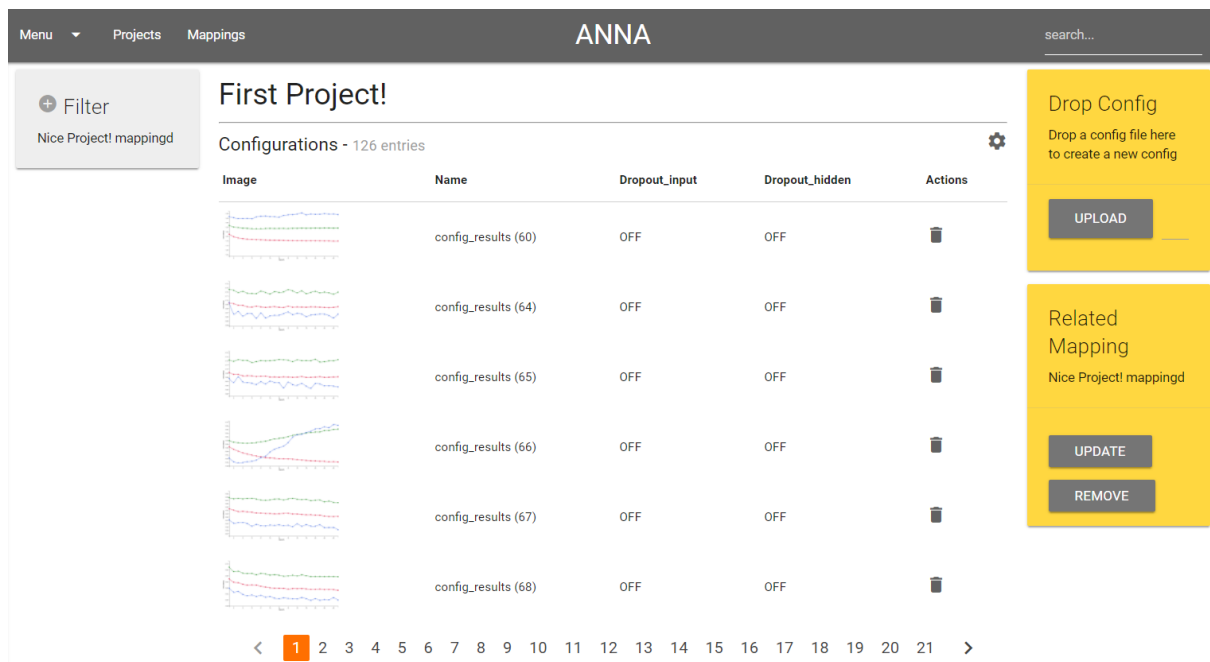 Menu Projects Mappings ANNA search...
Filter
Nice Project! mappingd
First Project!
Configurations - 126 entries
Image Name Dropout_input Dropout_hidden Actions
config_results (60) OFF OFF
config_results (64) OFF OFF
config_results (65) OFF OFF
config_results (66) OFF OFF
config_results (67) OFF OFF
config_results (68) OFF OFF
1 2 3 4 5 6 7 8 9 10 11 12 13 14 15 16 17 18 19 20 21
Drop Config
Drop a config file here
to create a new config
UPLOAD
Related
Mapping
Nice Project! mappingd
UPDATE
REMOVE